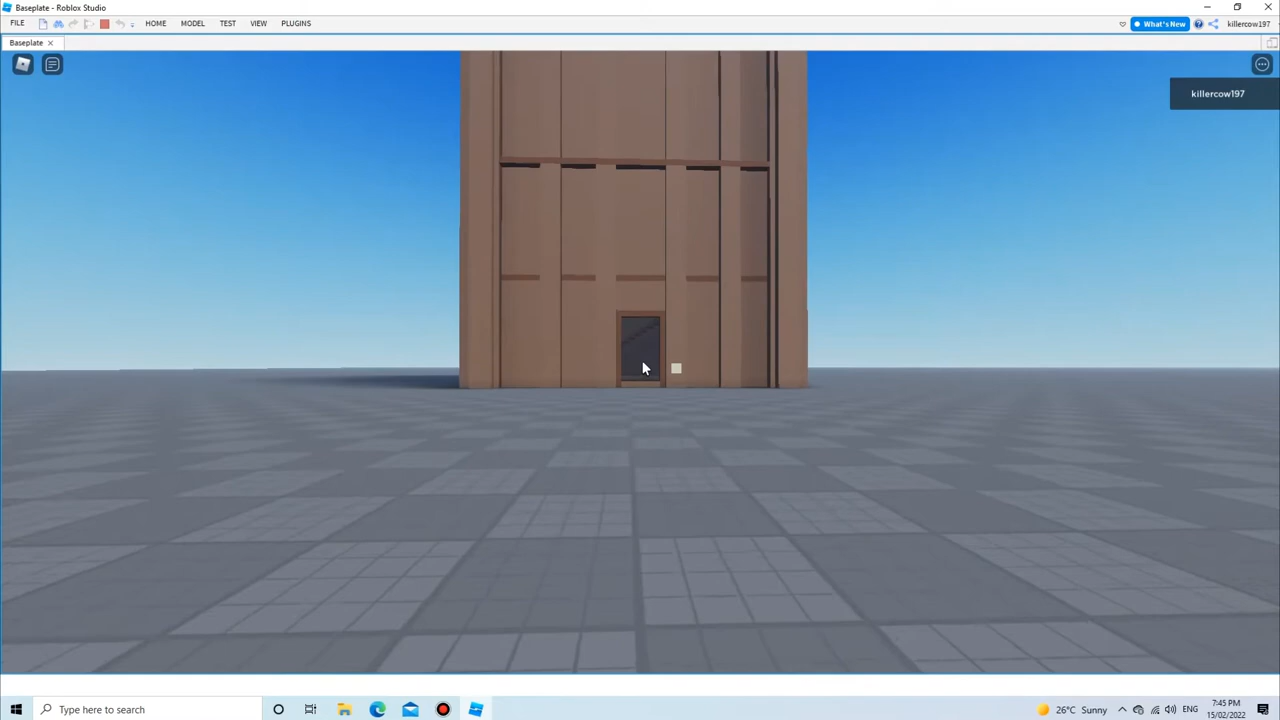 Baseplate - Roblox Studio
FILE HOME MODEL TEST VIEW PLUGINS What's New killercow197
Baseplate
killercow197
Type here to search
26°C Sunny ENG 7:45 PM
15/02/2022